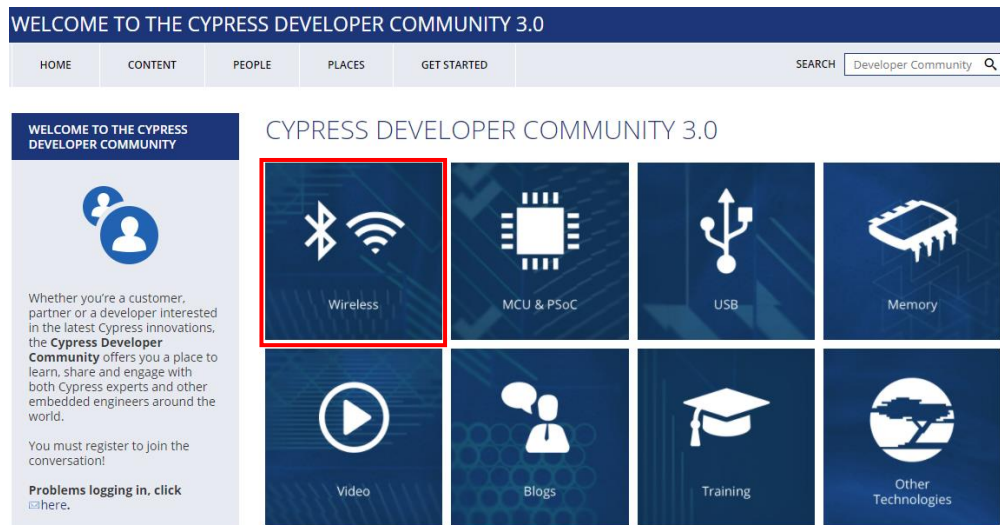 WELCOME TO THE CYPRESS DEVELOPER COMMUNITY 3.0
HOME CONTENT PEOPLE PLACES GET STARTED SEARCH Developer Community
WELCOME TO THE CYPRESS
DEVELOPER COMMUNITY
Whether you're a customer,
partner or a developer interested
in the latest Cypress innovations,
the Cypress Developer
Community offers you a place to
learn, share and engage with
both Cypress experts and other
embedded engineers around the
world.
You must register to join the
conversation!
Problems logging in, click
here.
CYPRESS DEVELOPER COMMUNITY 3.0
Wireless
MCU & PSoC
USB
Memory
Video
Blogs
Training
Other
Technologies